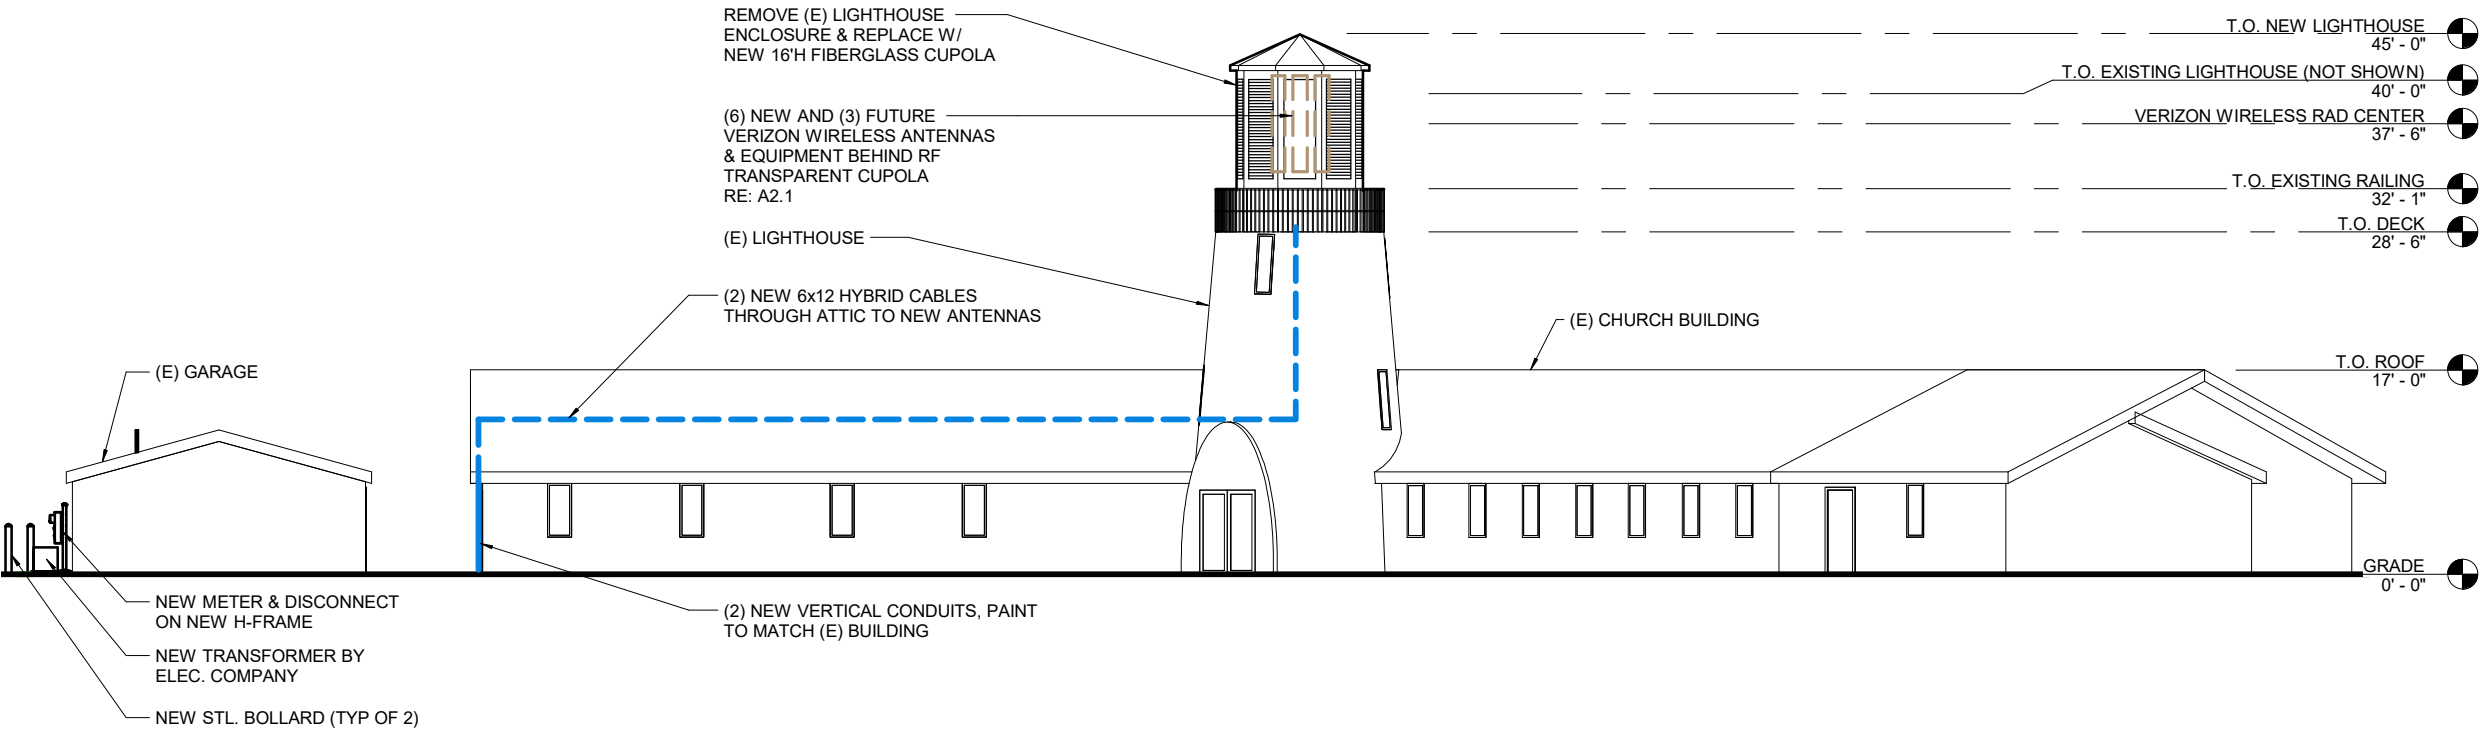 REMOVE (E) LIGHTHOUSE
ENCLOSURE & REPLACE W/
NEW 16'H FIBERGLASS CUPOLA
(6) NEW AND (3) FUTURE
VERIZON WIRELESS ANTENNAS
& EQUIPMENT BEHIND RF
TRANSPARENT CUPOLA
RE: A2.1
(E) LIGHTHOUSE
(2) NEW 6x12 HYBRID CABLES
THROUGH ATTIC TO NEW ANTENNAS
(E) GARAGE
(E) CHURCH BUILDING
T.O. NEW LIGHTHOUSE
45' - 0"
T.O. EXISTING LIGHTHOUSE (NOT SHOWN)
40' - 0"
VERIZON WIRELESS RAD CENTER
37' - 6"
T.O. EXISTING RAILING
32' - 1"
T.O. DECK
28' - 6"
T.O. ROOF
17' - 0"
GRADE
0' - 0"
NEW METER & DISCONNECT
ON NEW H-FRAME
NEW TRANSFORMER BY
ELEC. COMPANY
NEW STL. BOLLARD (TYP OF 2)
(2) NEW VERTICAL CONDUITS, PAINT
TO MATCH (E) BUILDING